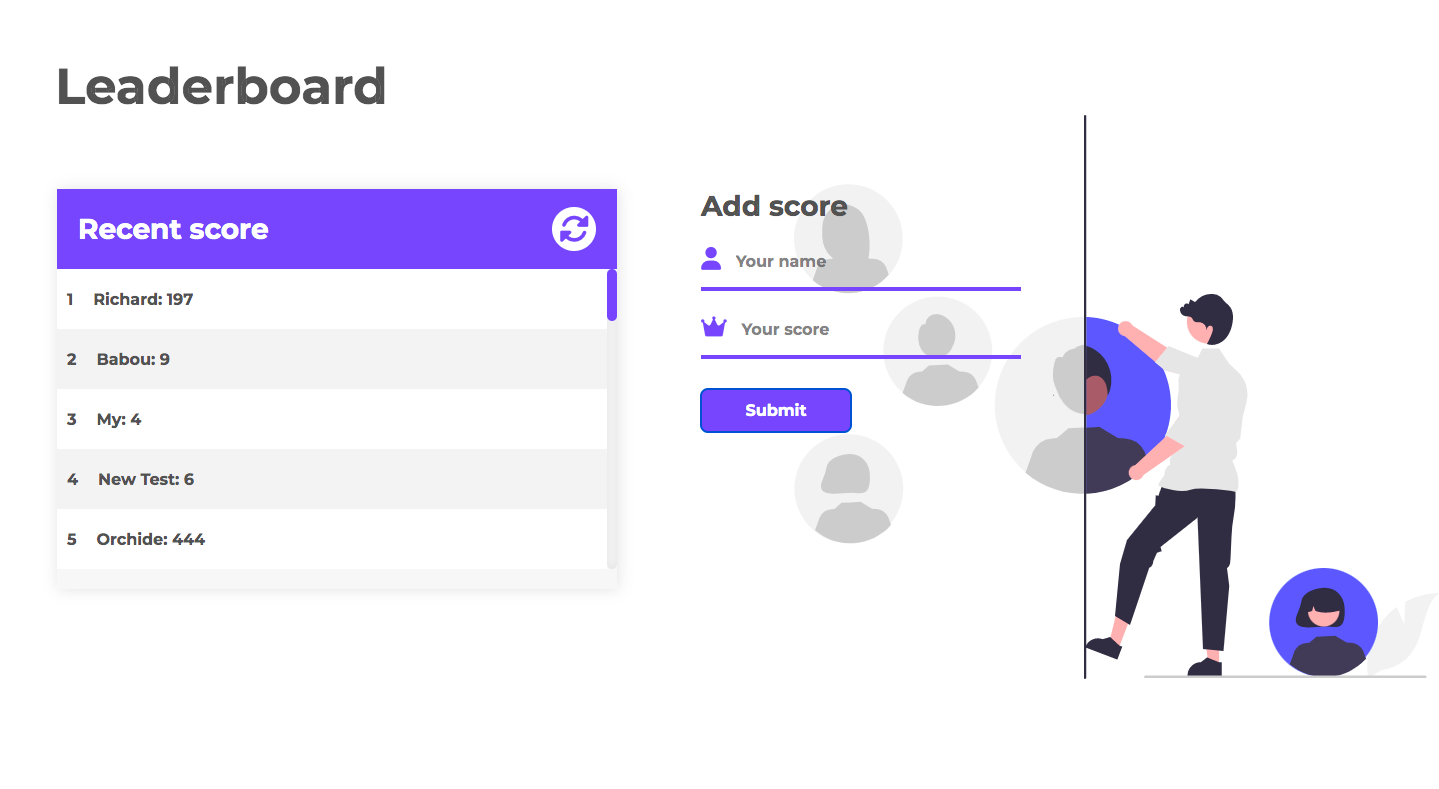 Leaderboard
Recent score
1 Richard: 197
2 Babou: 9
3 My: 4
4 New Test: 6
5 Orchide: 444
Add score
Your name
Your score
Submit